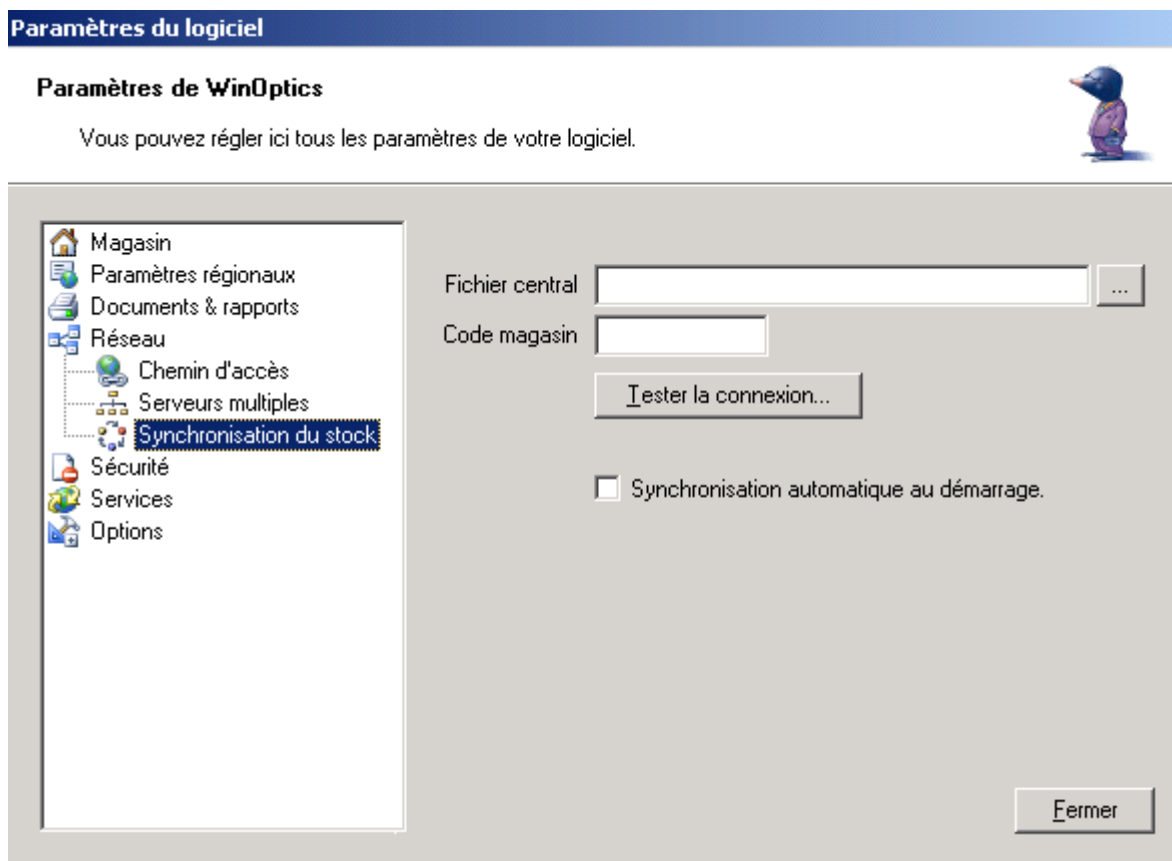 Paramètres du logiciel
Paramètres de WinOptics
Vous pouvez régler ici tous les paramètres de votre logiciel.
Magasin
Paramètres régionaux
Documents & rapports
Réseau
Chemin d'accès
Serveurs multiples
Synchronisation du stock
Sécurité
Services
Options
Fichier central
...
Code magasin
Tester la connexion...
Synchronisation automatique au démarrage.
Fermer